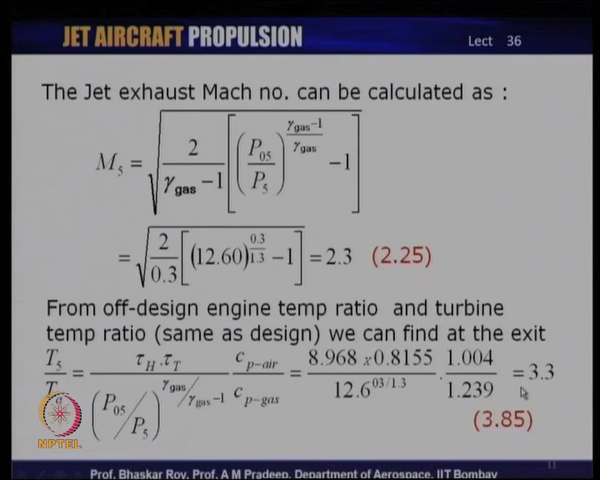 JET AIRCRAFT PROPULSION
Lect 36
The Jet exhaust Mach no. can be calculated as :
M₅ = √( 2 / (γgas −1) [ (P₀₅ / P₅)^((γgas −1)/γgas) −1 ] )
= √( 2 / 0.3 [ (12.60)^(0.3/1.3) −1 ] ) = 2.3 (2.25)
From off-design engine temp ratio and turbine
temp ratio (same as design) we can find at the exit
T₅ / Tₐ = τH . τT / (P₀₅ / P₅)^(γgas / γgas −1) c p−air / c p−gas = 8.968 x 0.8155 / 12.6^(03/1.3) . 1.004 / 1.239 = 3.3
(3.85)
NPTEL
11
Prof. Bhaskar Roy, Prof. A M Pradeep, Department of Aerospace, IIT Bombay